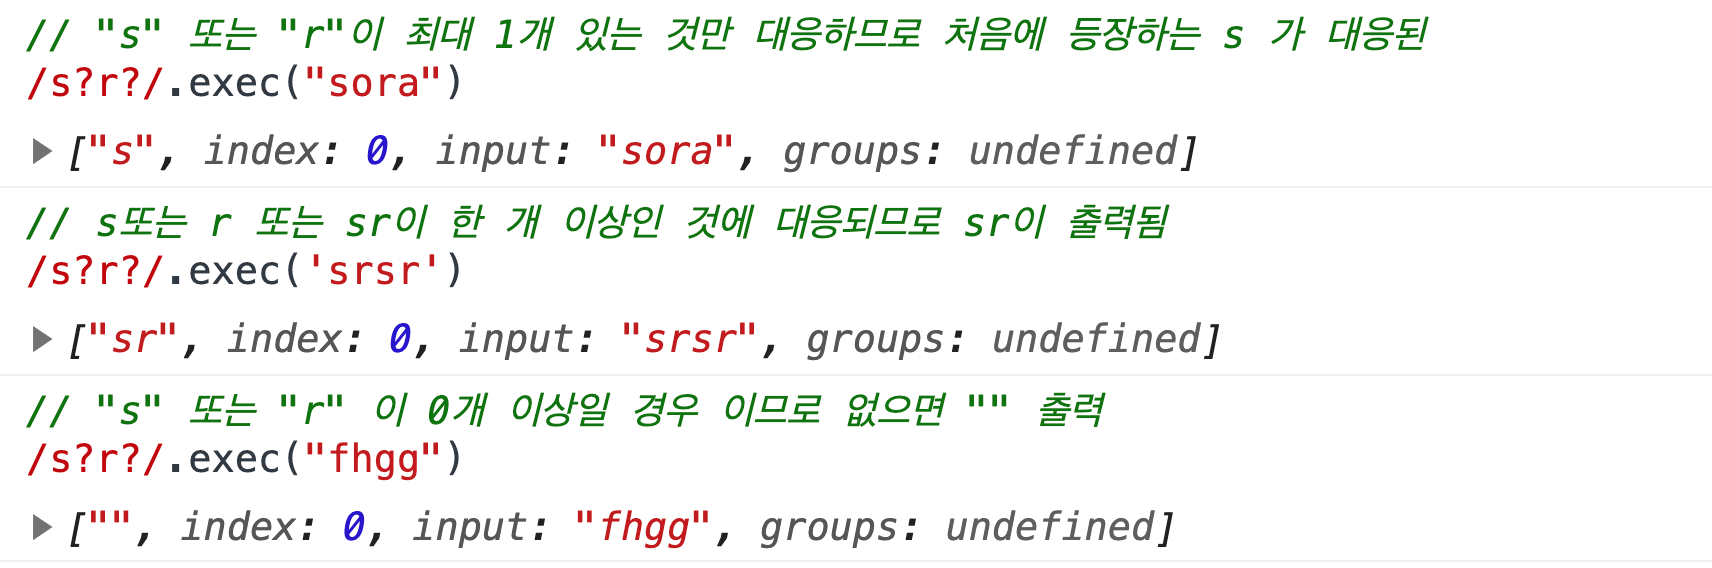 // "s" 또는 "r"이 최대 1개 있는 것만 대응하므로 처음에 등장하는 s 가 대응된
/s?r?/.exec("sora")
▶ ["s", index: 0, input: "sora", groups: undefined]
// s또는 r 또는 sr이 한 개 이상인 것에 대응되므로 sr이 출력됨
/s?r?/.exec('srsr')
▶ ["sr", index: 0, input: "srsr", groups: undefined]
// "s" 또는 "r" 이 0개 이상일 경우 이므로 없으면 "" 출력
/s?r?/.exec("fhgg")
▶ ["", index: 0, input: "fhgg", groups: undefined]